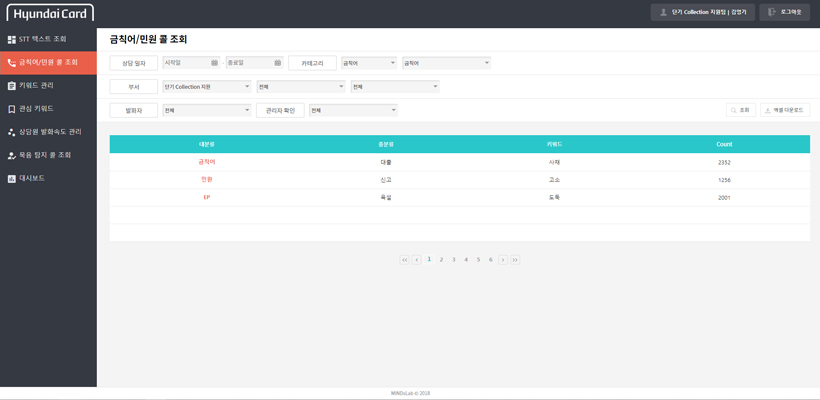 Hyundai Card
단기 Collection 지원팀 | 김명기
로그아웃
STT 텍스트 조회
금칙어/민원 콜 조회
키워드 관리
관심 키워드
상담원 발화속도 관리
묵음 탐지 콜 조회
대시보드
금칙어/민원 콜 조회
상담 일자 시작일 - 종료일 카테고리 금칙어 금칙어
부서 단기 Collection 지원 전체 전체
발화자 전체 관리자 확인 전체 조회 엑셀 다운로드
대분류 중분류 키워드 Count
금칙어 대출 사채 2352
민원 신고 고소 1256
EP 욕설 도둑 2001
‹‹ ‹ 1 2 3 4 5 6 › ››
MINDsLab © 2018